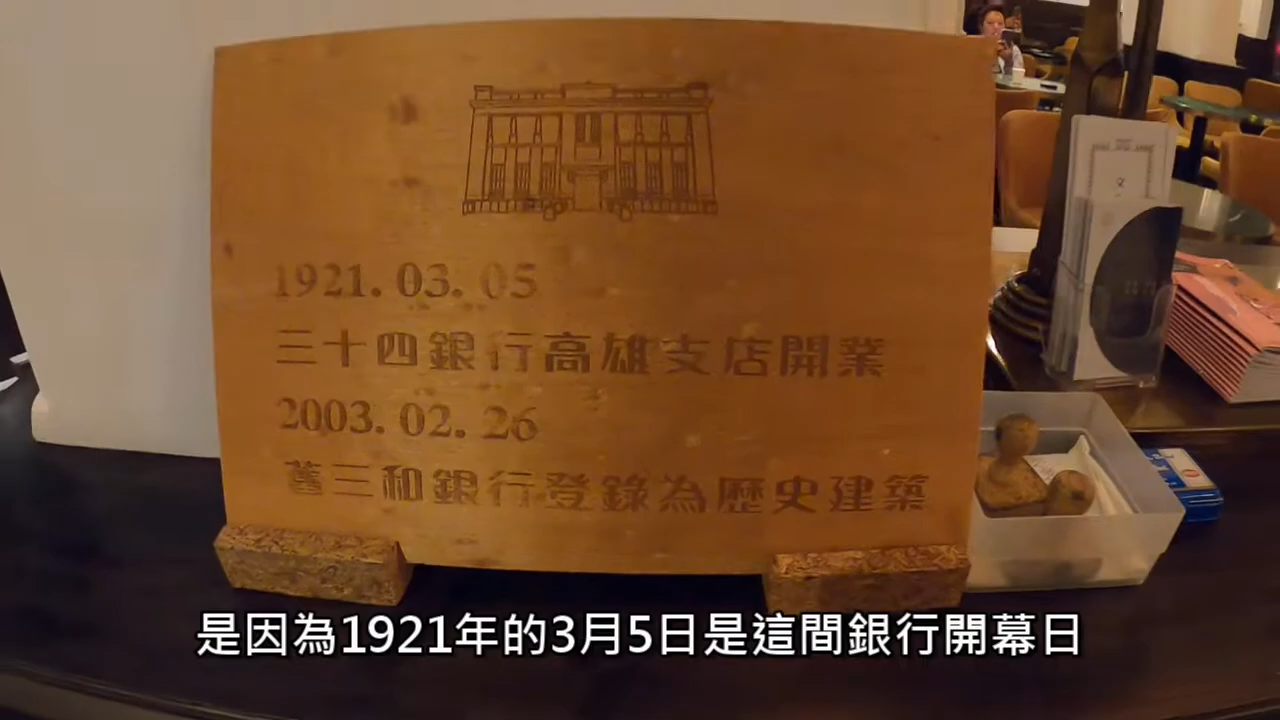 1921.03.05
三十四銀行高雄支店開業
2003.02.26
舊三和銀行登錄為歷史建築
是因為1921年的3月5日是這間銀行開幕日